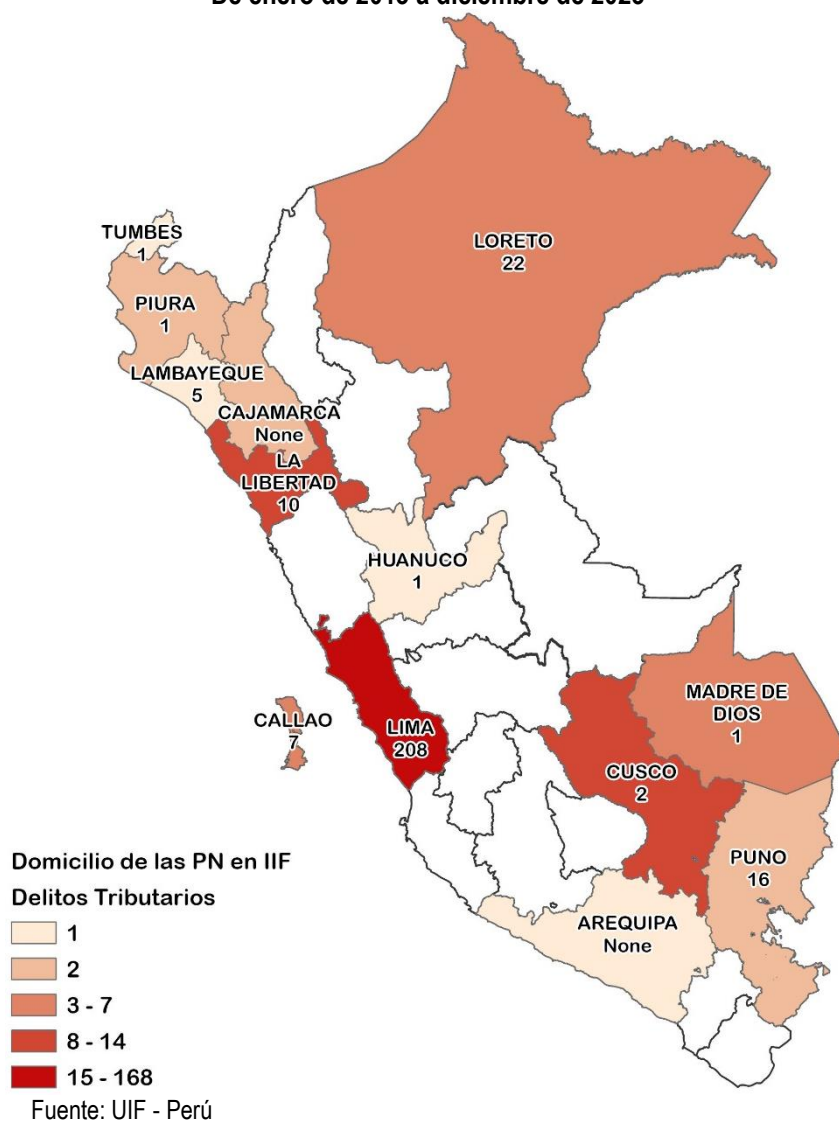 TUMBES
1
PIURA
1
LAMBAYEQUE
5
CAJAMARCA
None
LA
LIBERTAD
10
LORETO
22
HUANUCO
1
CALLAO
7
LIMA
208
MADRE DE
DIOS
1
CUSCO
2
PUNO
16
AREQUIPA
None
Domicilio de las PN en IIF
Delitos Tributarios
1
2
3 - 7
8 - 14
15 - 168
Fuente: UIF - Perú